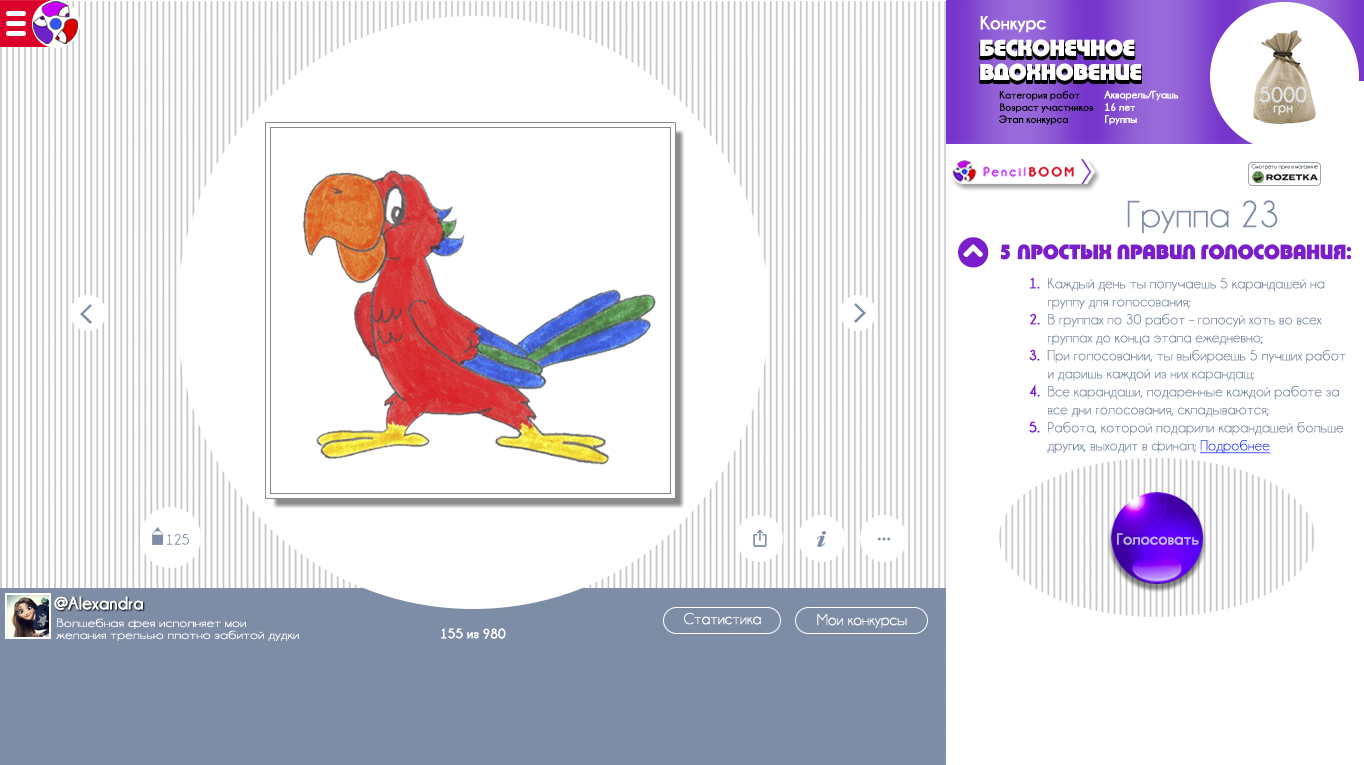 Конкурс
БЕСКОНЕЧНОЕ
ВДОХНОВЕНИЕ
Категория работ Акварель/Гуашь
Возраст участников 16 лет
Этап конкурса Группы
5000
грн
PencilBOOM
Смотреть приз в магазине
ROZETKA
Группа 23
5 ПРОСТЫХ ПРАВИЛ ГОЛОСОВАНИЯ:
1. Каждый день ты получаешь 5 карандашей на
группу для голосования;
2. В группах по 30 работ - голосуй хоть во всех
группах до конца этапа ежедневно;
3. При голосовании, ты выбираешь 5 лучших работ
и даришь каждой из них карандащ;
4. Все карандаши, подаренные каждой работе за
все дни голосования, складываются;
5. Работа, которой подарили карандашей больше
других, выходит в финал; Подробнее
Голосовать
125
i
...
@Alexandra
Волшебная фея исполняет мои
желания третьью плотно забитой дудки
155 из 980
Статистика
Мои конкурсы